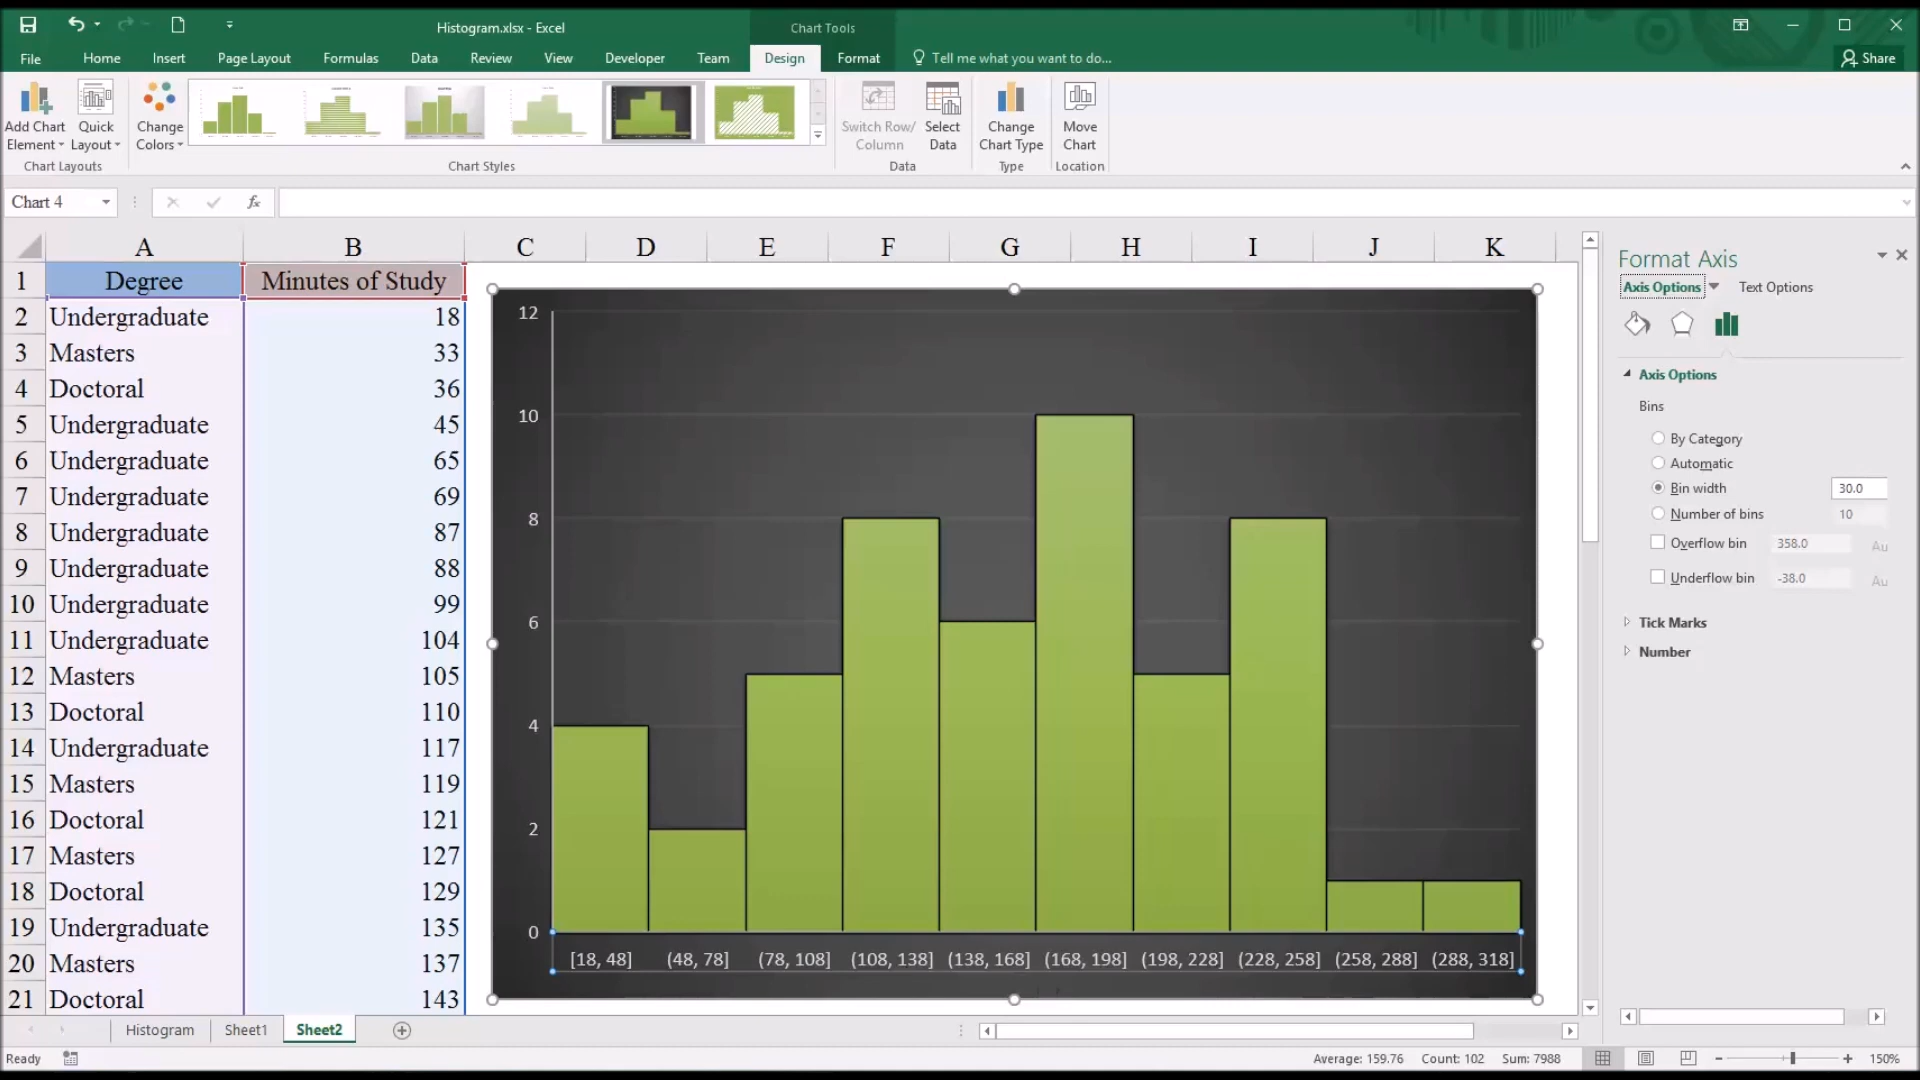 Histogram.xlsx - Excel
Chart Tools
File Home Insert Page Layout Formulas Data Review View Developer Team Design Format Tell me what you want to do... Share
Add Chart Element
Quick Layout
Change Colors
Switch Row/ Column
Select Data
Change Chart Type
Move Chart
Chart Layouts
Chart Styles
Data
Type
Location
Chart 4
fx
A B C D E F G H I J K
1 Degree Minutes of Study
2 Undergraduate 18
3 Masters 33
4 Doctoral 36
5 Undergraduate 45
6 Undergraduate 65
7 Undergraduate 69
8 Undergraduate 87
9 Undergraduate 88
10 Undergraduate 99
11 Undergraduate 104
12 Masters 105
13 Doctoral 110
14 Undergraduate 117
15 Masters 119
16 Doctoral 121
17 Masters 127
18 Doctoral 129
19 Undergraduate 135
20 Masters 137
21 Doctoral 143
12
10
8
6
4
2
0
[18, 48] (48, 78] (78, 108] (108, 138] (138, 168] (168, 198] (198, 228] (228, 258] (258, 288] (288, 318]
Format Axis
Axis Options Text Options
Axis Options
Bins
By Category
Automatic
Bin width 30.0
Number of bins 10
Overflow bin 358.0 Au
Underflow bin -38.0 Au
Tick Marks
Number
Histogram Sheet1 Sheet2
Ready Average: 159.76 Count: 102 Sum: 7988 150%